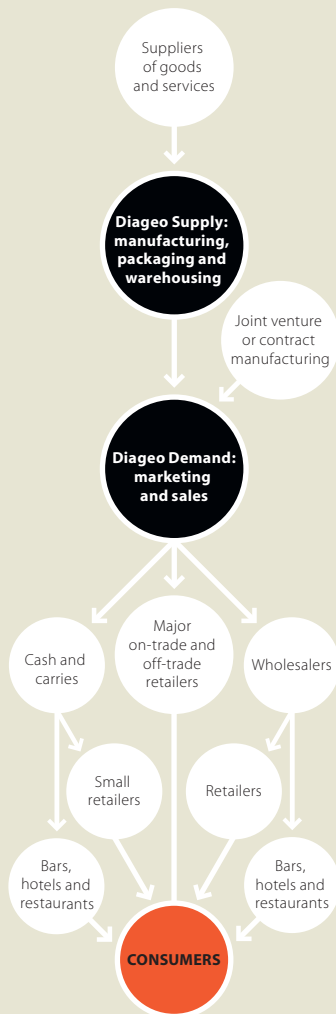 Suppliers
of goods
and services
Diageo Supply:
manufacturing,
packaging and
warehousing
Joint venture
or contract
manufacturing
Diageo Demand:
marketing
and sales
Cash and
carries
Major
on-trade and
off-trade
retailers
Wholesalers
Small
retailers
Retailers
Bars,
hotels and
restaurants
Bars,
hotels and
restaurants
CONSUMERS